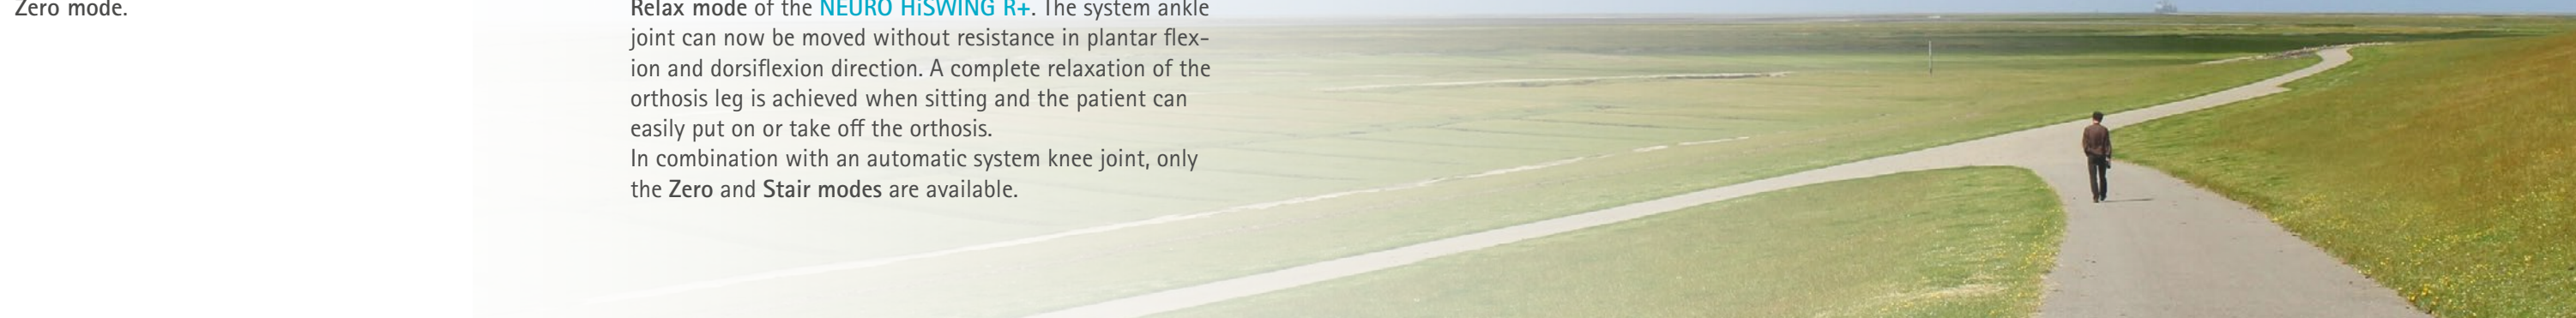 Zero mode.
Relax mode of the NEURO HiSWING R+. The system ankle
joint can now be moved without resistance in plantar flex-
ion and dorsiflexion direction. A complete relaxation of the
orthosis leg is achieved when sitting and the patient can
easily put on or take off the orthosis.
In combination with an automatic system knee joint, only
the Zero and Stair modes are available.